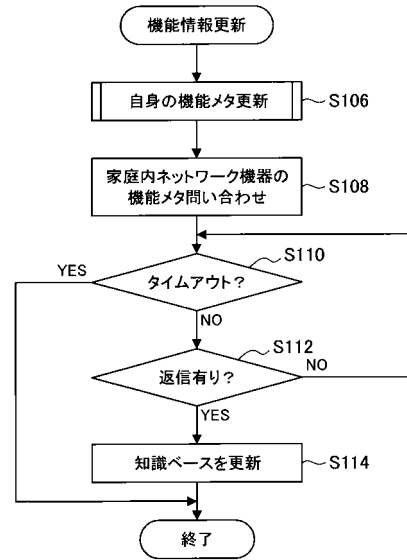 機能情報更新
自身の機能メタ更新
S106
家庭内ネットワーク機器の
機能メタ問い合わせ
S108
S110
YES
タイムアウト?
NO
S112
返信有り?
NO
YES
知識ベースを更新
S114
終了